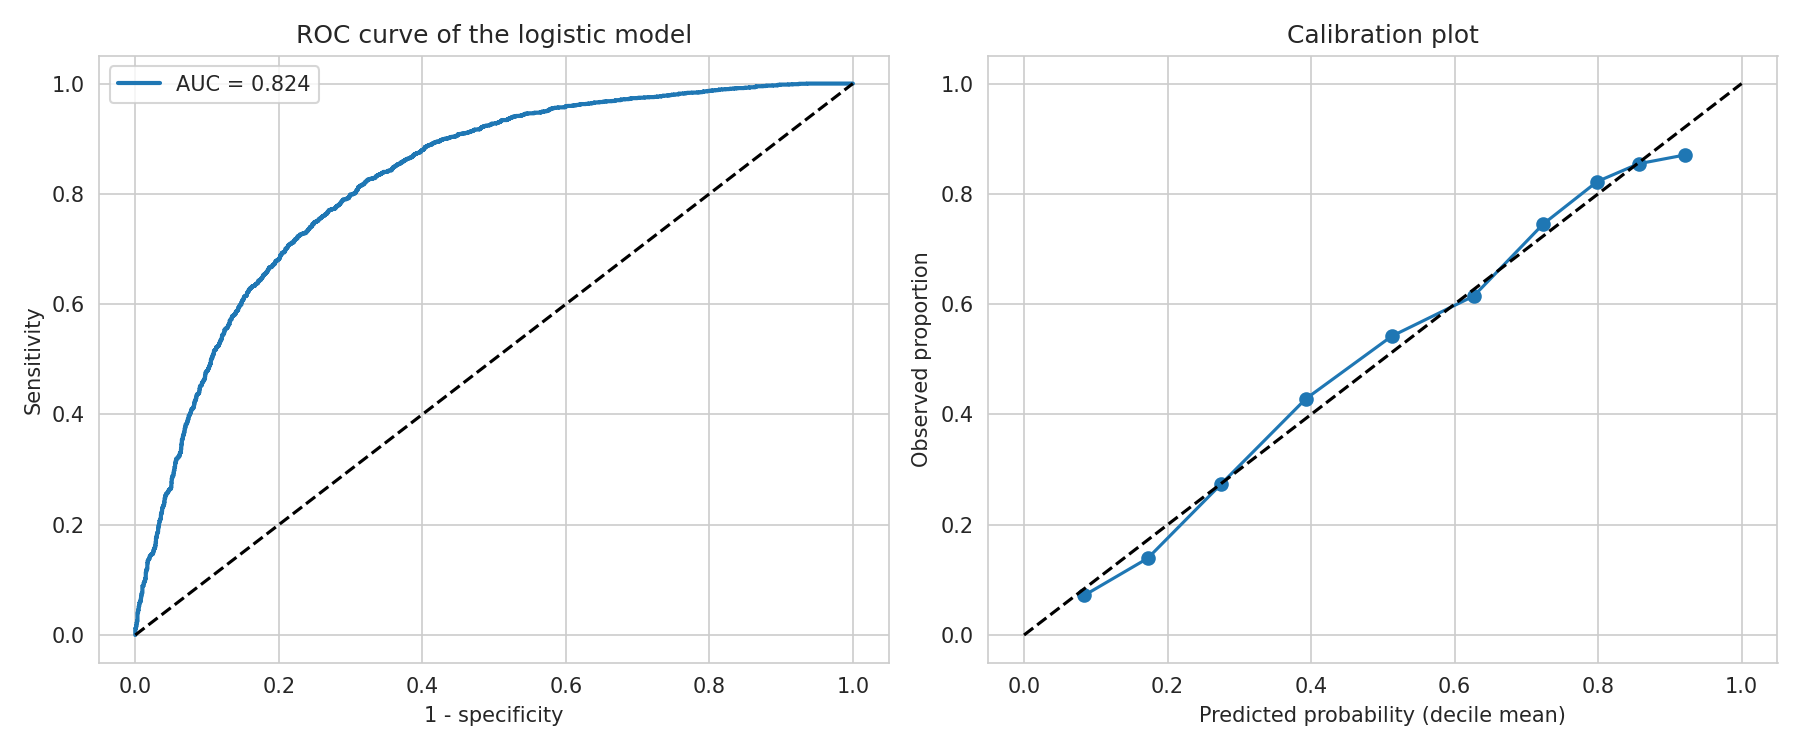 ROC curve of the logistic model
AUC = 0.824
Sensitivity
1.0
0.8
0.6
0.4
0.2
0.0
0.0 0.2 0.4 0.6 0.8 1.0
1 - specificity
Calibration plot
Observed proportion
1.0
0.8
0.6
0.4
0.2
0.0
0.0 0.2 0.4 0.6 0.8 1.0
Predicted probability (decile mean)